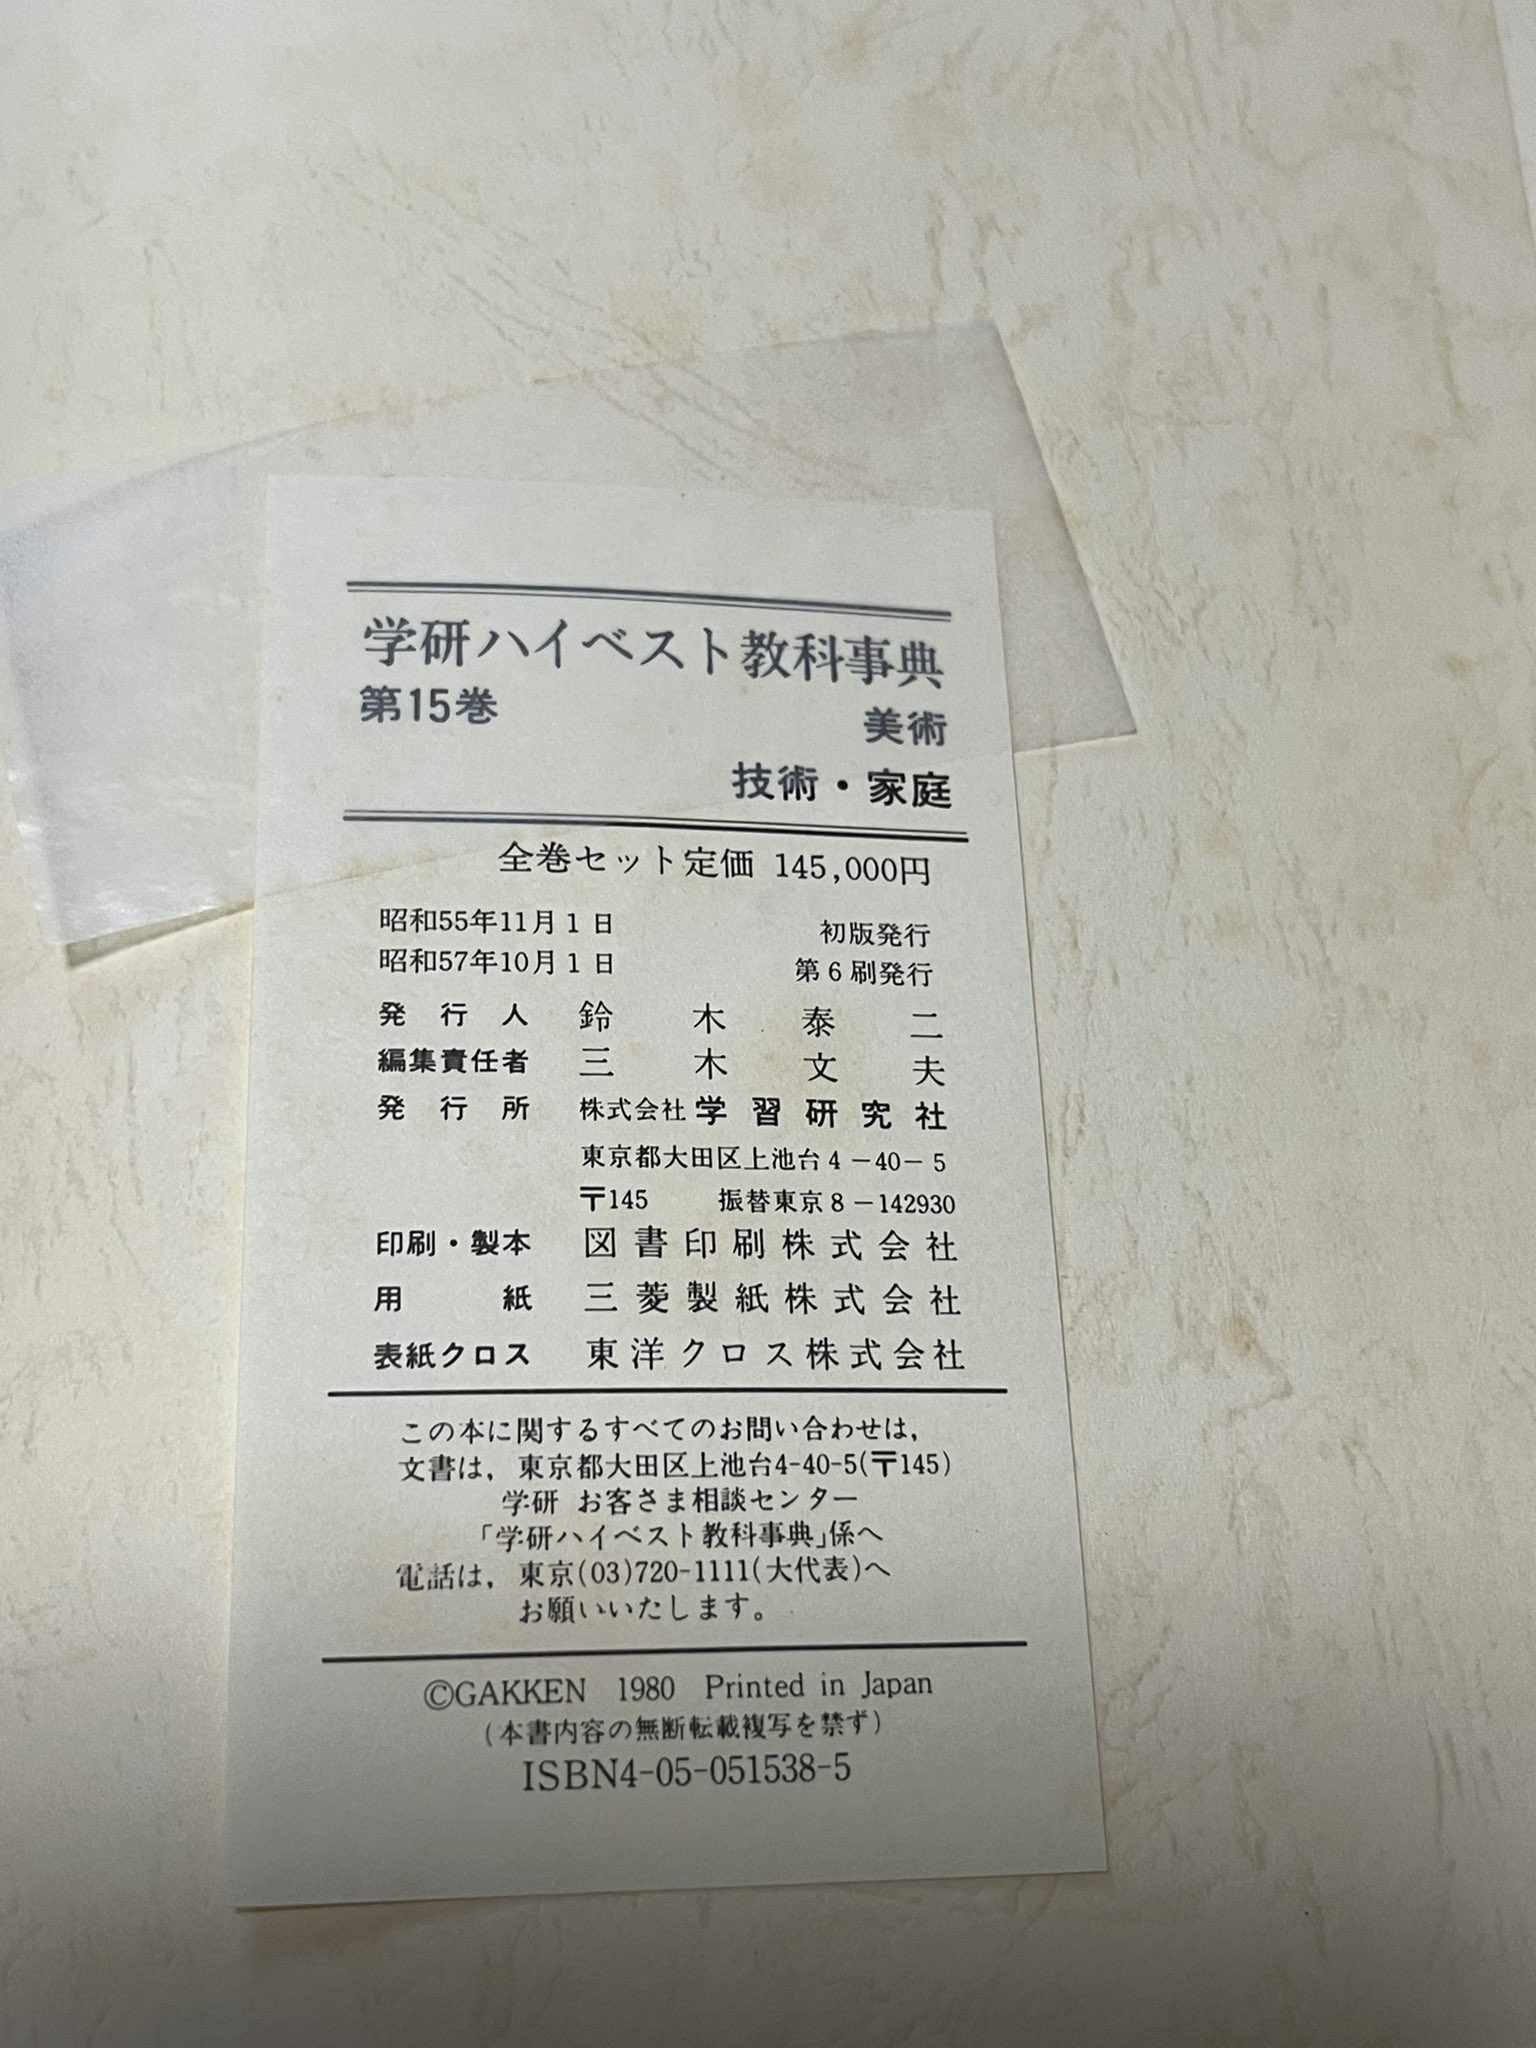 学研ハイベスト教科事典
第15巻 美術
技術・家庭
全巻セット定価 145,000円
昭和55年11月1日 初版発行
昭和57年10月1日 第6刷発行
発行人 鈴木泰二
編集責任者 三木文夫
発行所 株式会社 学習研究社
東京都大田区上池台4-40-5
〒145 振替東京8-142930
印刷・製本 図書印刷株式会社
用紙 三菱製紙株式会社
表紙クロス 東洋クロス株式会社
この本に関するすべてのお問い合わせは,
文書は, 東京都大田区上池台4-40-5(〒145)
学研 お客さま相談センター
「学研ハイベスト教科事典」係へ
電話は, 東京(03)720-1111(大代表)へ
お願いいたします。
©GAKKEN 1980 Printed in Japan
(本書内容の無断転載複写を禁ず)
ISBN4-05-051538-5